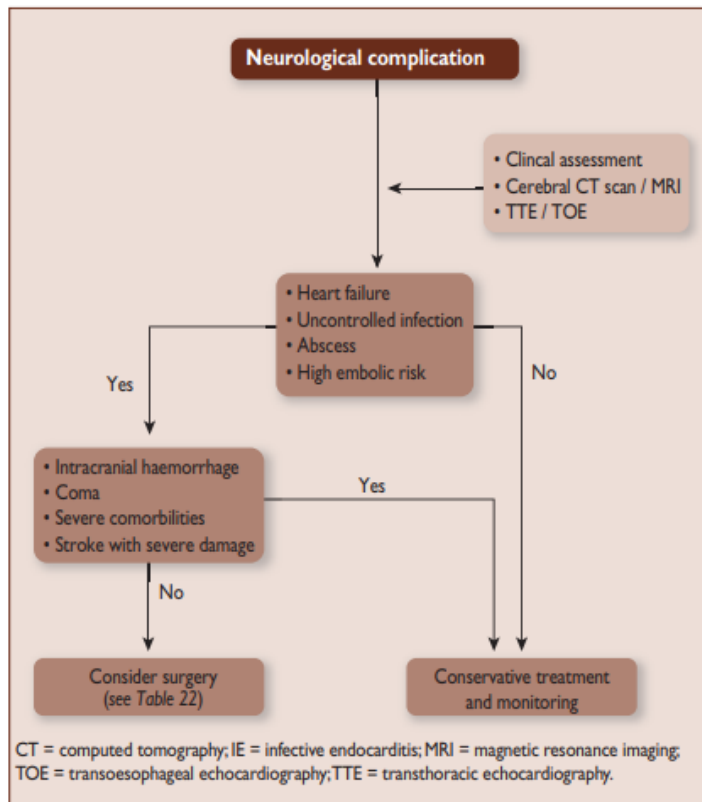 Neurological complication
• Clincal assessment
• Cerebral CT scan / MRI
• TTE / TOE
• Heart failure
• Uncontrolled infection
• Abscess
• High embolic risk
Yes
No
• Intracranial haemorrhage
• Coma
• Severe comorbilities
• Stroke with severe damage
Yes
No
Consider surgery
(see Table 22)
Conservative treatment
and monitoring
CT = computed tomography; IE = infective endocarditis; MRI = magnetic resonance imaging;
TOE = transoesophageal echocardiography; TTE = transthoracic echocardiography.